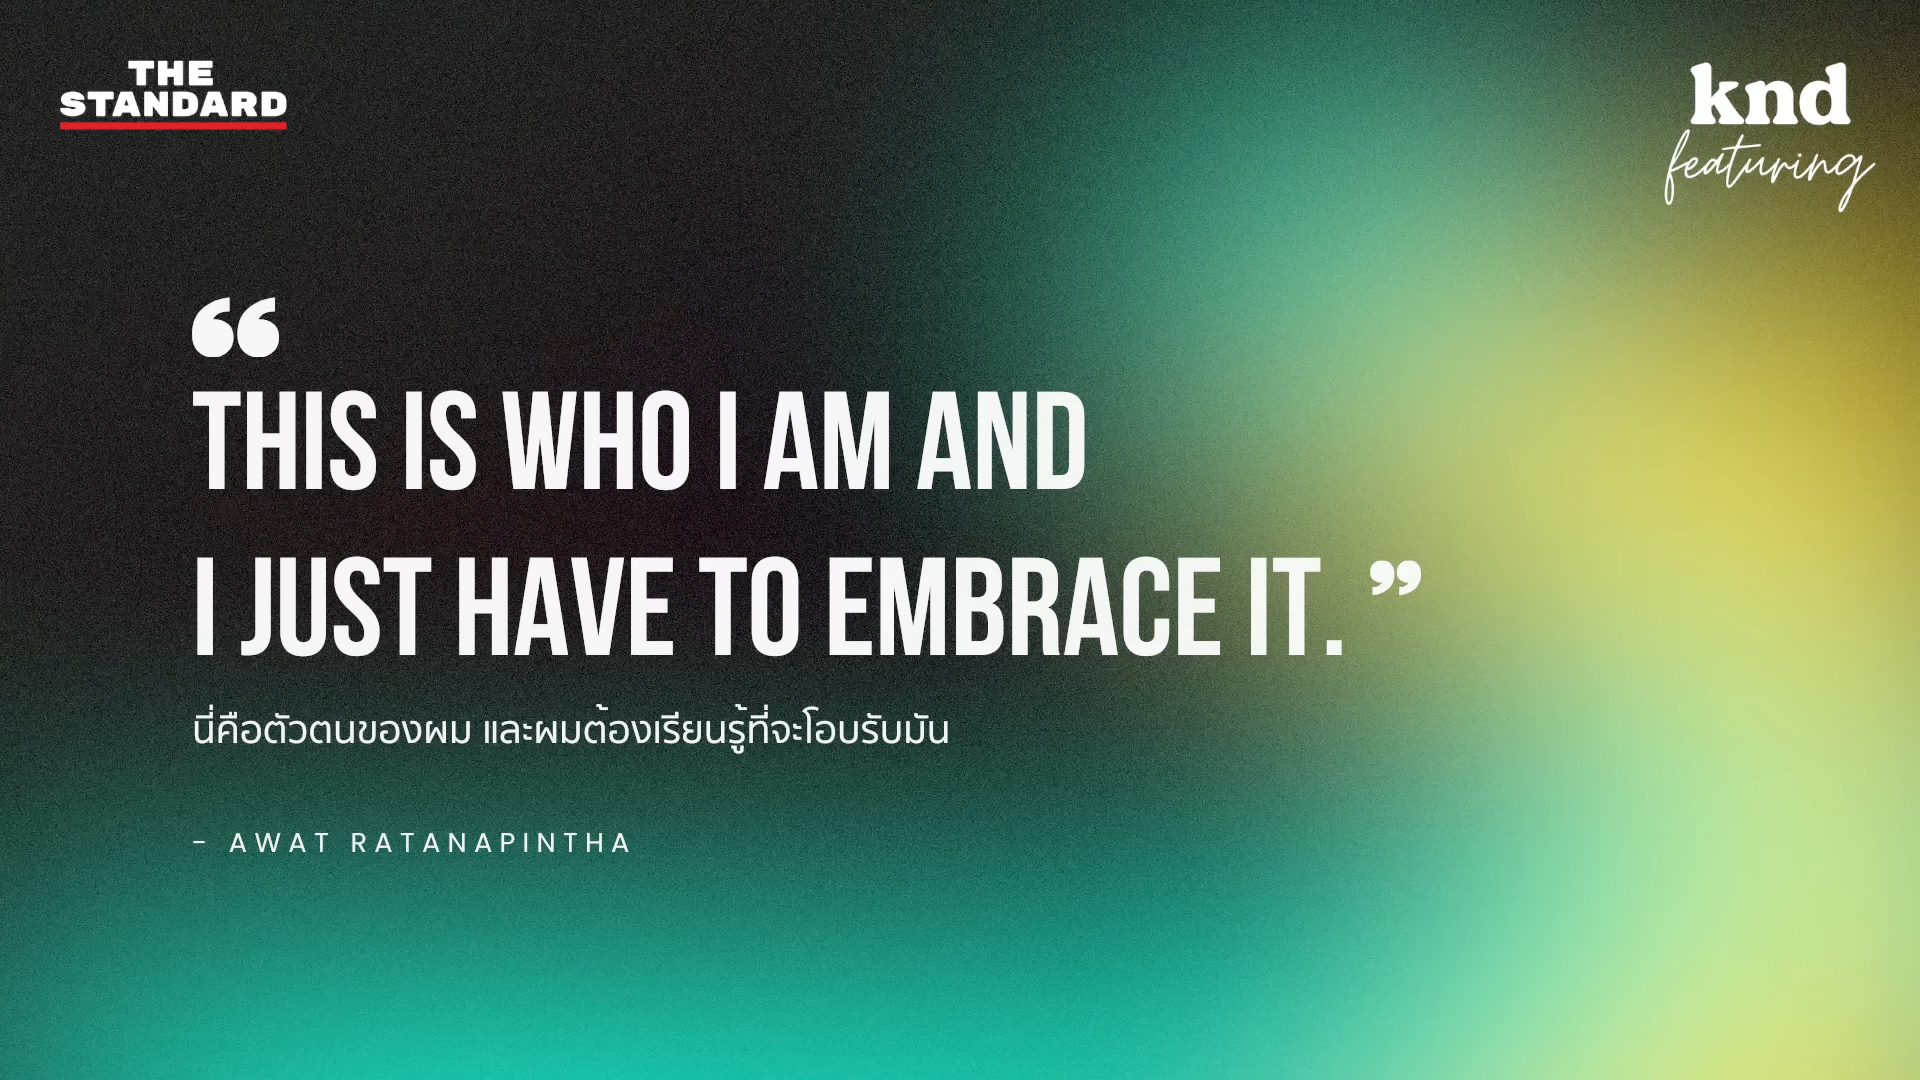 THE
STANDARD
knd
featuring
“
THIS IS WHO I AM AND
I JUST HAVE TO EMBRACE IT. ”
นี่คือตัวตนของผม และผมต้องเรียนรู้ที่จะโอบรับมัน
- AWAT RATANAPINTHA